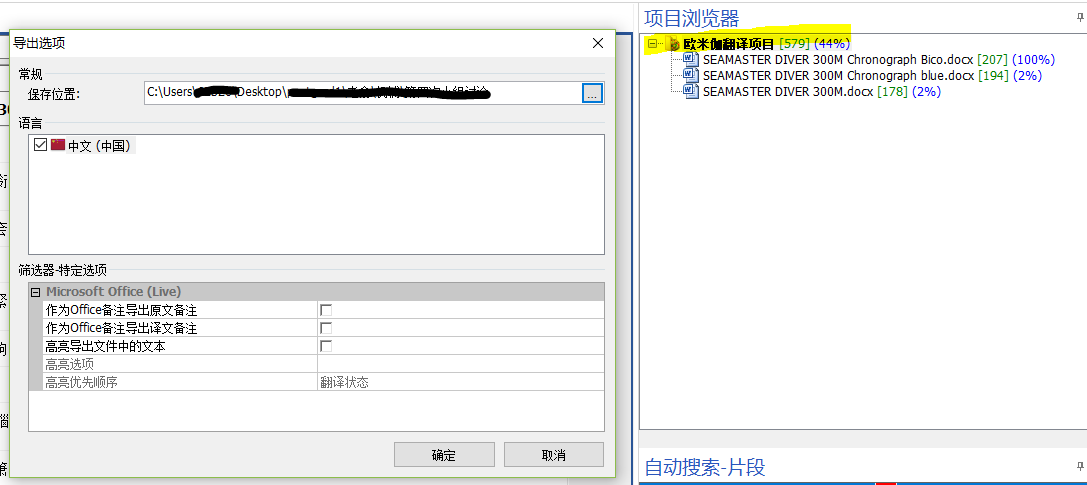 导出选项
常规
保存位置:
C:\Users\ \Desktop\
...
语言
中文 (中国)
筛选器-特定选项
Microsoft Office (Live)
作为Office备注导出原文备注
作为Office备注导出译文备注
高亮导出文件中的文本
高亮选项
高亮优先顺序 翻译状态
确定 取消
项目浏览器
欧米伽翻译项目 [579] (44%)
SEAMASTER DIVER 300M Chronograph Bico.docx [207] (100%)
SEAMASTER DIVER 300M Chronograph blue.docx [194] (2%)
SEAMASTER DIVER 300M.docx [178] (2%)
自动搜索-片段